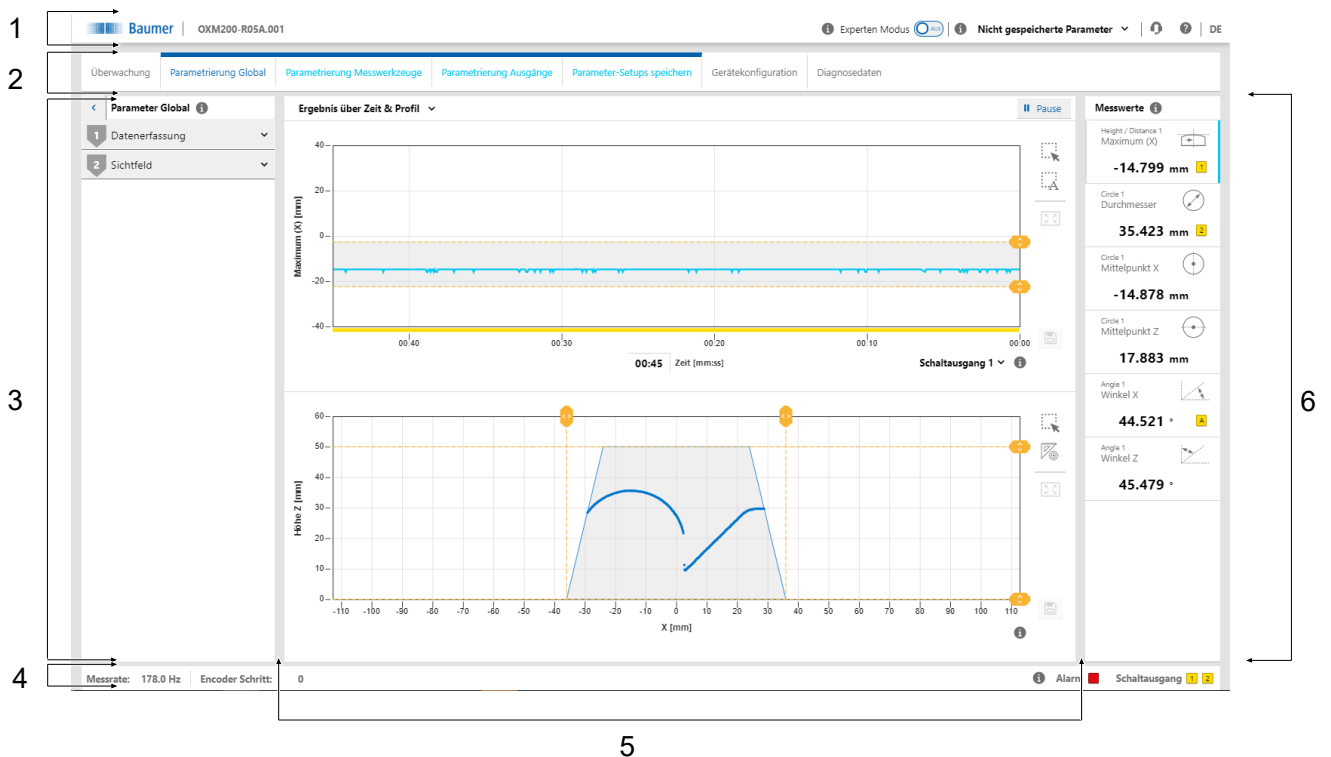 1
Baumer OXM200-R05A.001 Experten Modus AUS Nicht gespeicherte Parameter DE
2
Überwachung Parametrierung Global Parametrierung Messwerkzeuge Parametrierung Ausgänge Parameter-Setups speichern Gerätekonfiguration Diagnosedaten
Parameter Global
1 Datenerfassung
2 Sichtfeld
Ergebnis über Zeit & Profil
Pause
Maximum (X) [mm]
40
20
0
-20
-40
00:40 00:30 00:20 00:10 00:00
00:45 Zeit [mm:ss]
Schaltausgang 1
A
Höhe Z [mm]
60
50
40
30
20
10
0
-110 -100 -90 -80 -70 -60 -50 -40 -30 -20 -10 0 10 20 30 40 50 60 70 80 90 100 110
X [mm]
Messwerte
Height / Distance 1
Maximum (X)
-14.799 mm 1
Circle 1
Durchmesser
35.423 mm 2
Circle 1
Mittelpunkt X
-14.878 mm
Circle 1
Mittelpunkt Z
17.883 mm
Angle 1
Winkel X
44.521 ° A
Angle 1
Winkel Z
45.479 °
3
6
4
Messrate: 178.0 Hz Encoder Schritt: 0 Alarm Schaltausgang 1 2
5